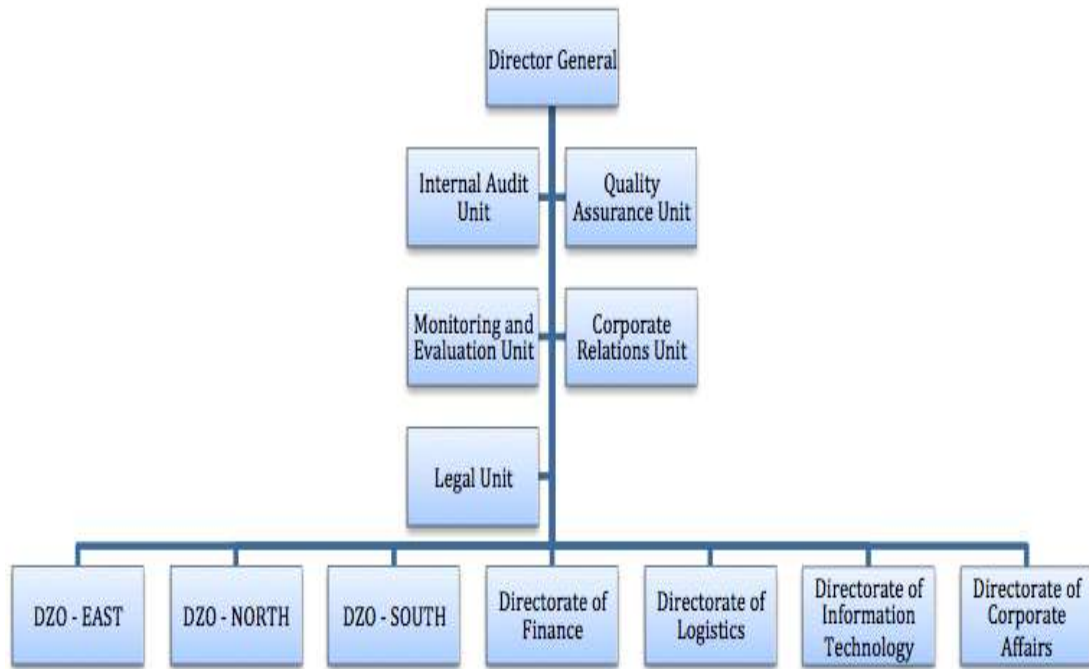 Director General
Internal Audit
Unit
Quality
Assurance Unit
Monitoring and
Evaluation Unit
Corporate
Relations Unit
Legal Unit
DZO - EAST
DZO - NORTH
DZO - SOUTH
Directorate of
Finance
Directorate of
Logistics
Directorate of
Information
Technology
Directorate of
Corporate
Affairs